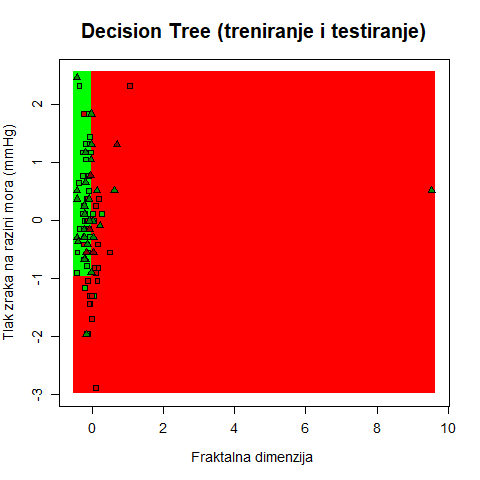 Decision Tree (treniranje i testiranje)
Tlak zraka na razini mora (mmHg)
2
1
0
-1
-2
-3
0 2 4 6 8 10
Fraktalna dimenzija